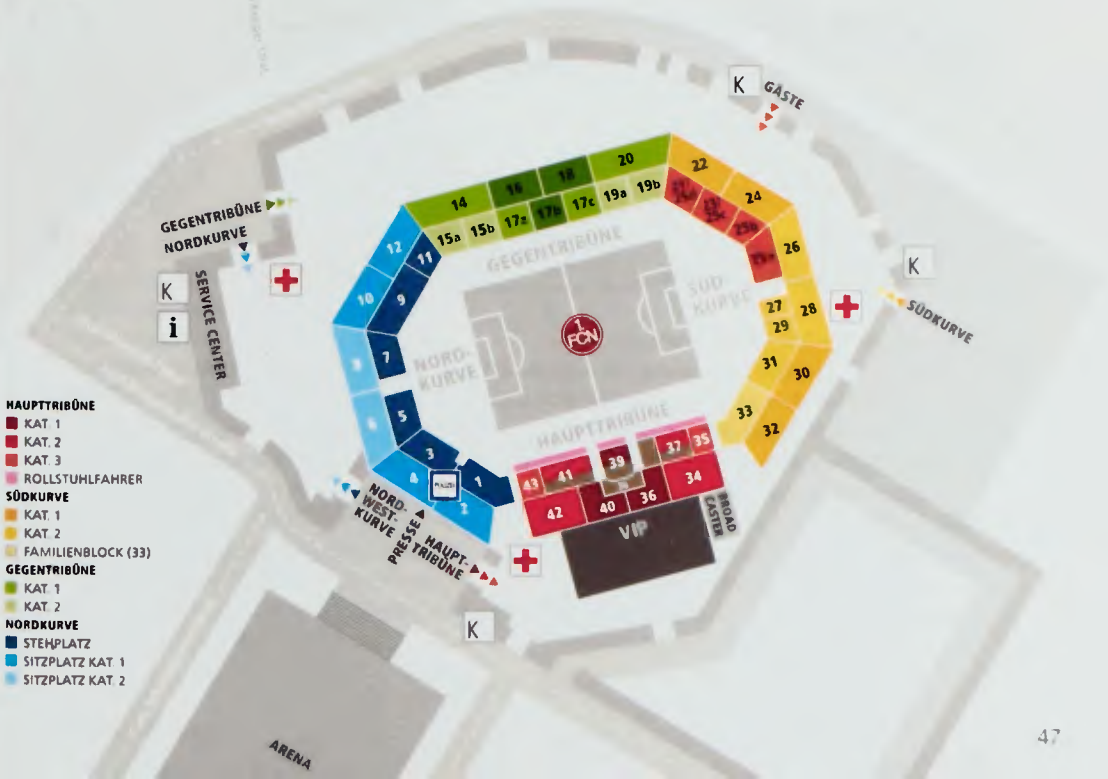 K
GÄSTE
22
20
18
16
24
14
19b
19a
17c
17b
15b
15a
GEGENTRIBÜNE
NORDKURVE
12
11
26
GEGENTRIBÜNE
K
SÜD-
KURVE
K
i
SERVICE CENTER
10
9
27
29
28
SÜDKURVE
1.
FCN
7
NORD-
KURVE
31
30
33
32
5
3
1
HAUPTTRIBÜNE
43
41
39
37
35
42
40
36
34
POLIZEI
NORD-
WEST-
KURVE
PRESSE
HAUPT-
TRIBÜNE
VIP
BROAD
CASTER
K
HAUPTTRIBÜNE
KAT. 1
KAT. 2
KAT. 3
ROLLSTUHLFAHRER
SÜDKURVE
KAT. 1
KAT. 2
FAMILIENBLOCK (33)
GEGENTRIBÜNE
KAT. 1
KAT. 2
NORDKURVE
STEHPLATZ
SITZPLATZ KAT. 1
SITZPLATZ KAT. 2
ARENA
47